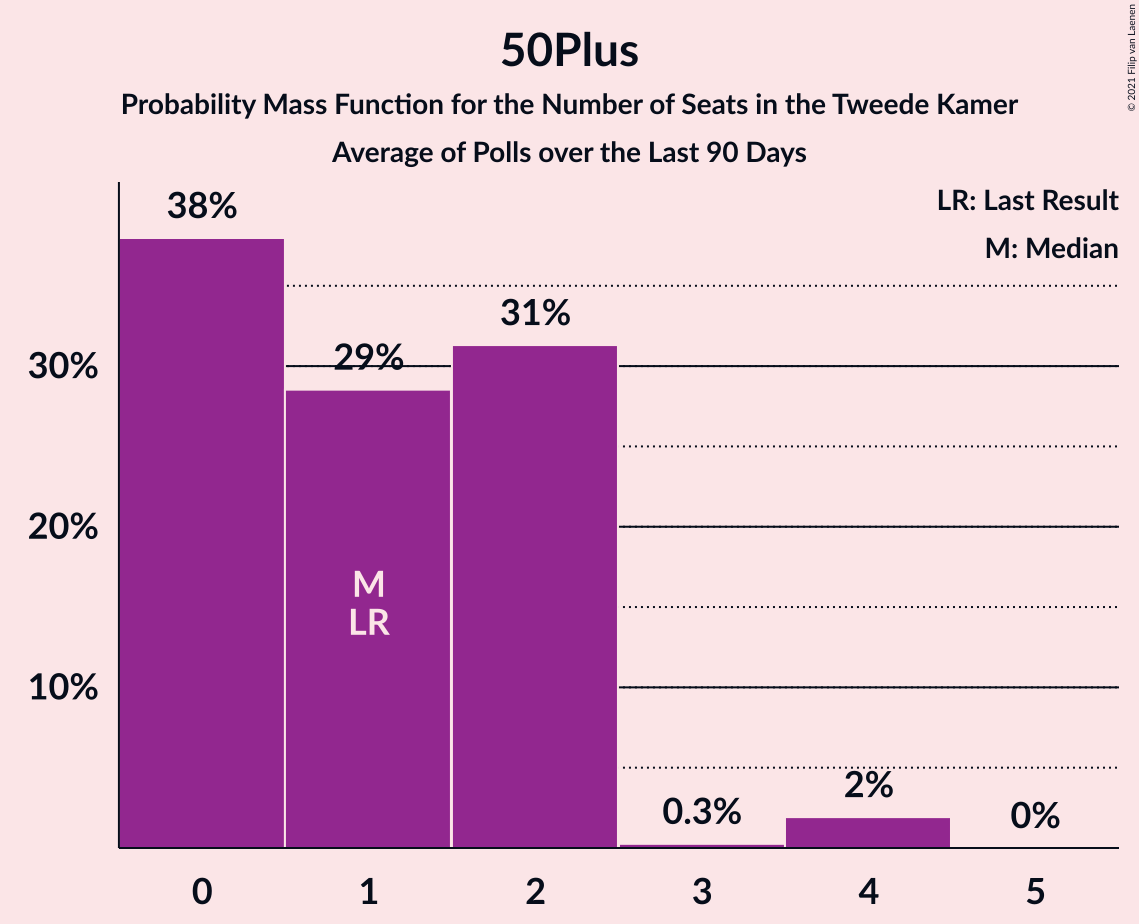 50Plus
Probability Mass Function for the Number of Seats in the Tweede Kamer
Average of Polls over the Last 90 Days
© 2021 Filip van Laenen
LR: Last Result
M: Median
38%
29%
31%
0.3%
2%
0%
30%
20%
10%
M
LR
0 1 2 3 4 5